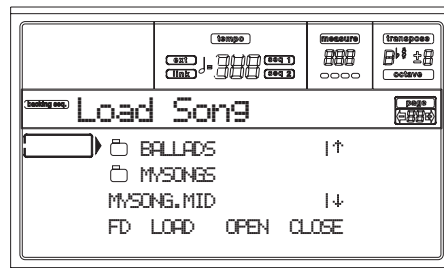 tempo
measure
transpose
ext
link
seq 1
seq 2
octave
backing seq.
Load Song
page
BALLADS
MYSONGS
MYSONG.MID
FD LOAD OPEN CLOSE